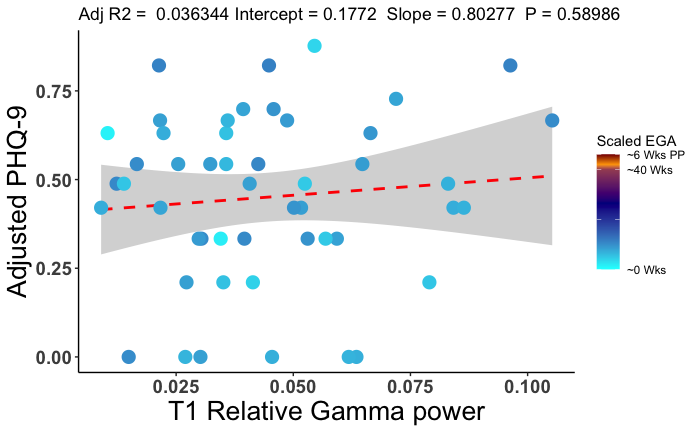 Adj R2 =  0.036344 Intercept = 0.1772  Slope = 0.80277  P = 0.58986
Adjusted PHQ-9
0.75
0.50
0.25
0.00
0.025
0.050
0.075
0.100
T1 Relative Gamma power
Scaled EGA
~6 Wks PP
~40 Wks
~0 Wks